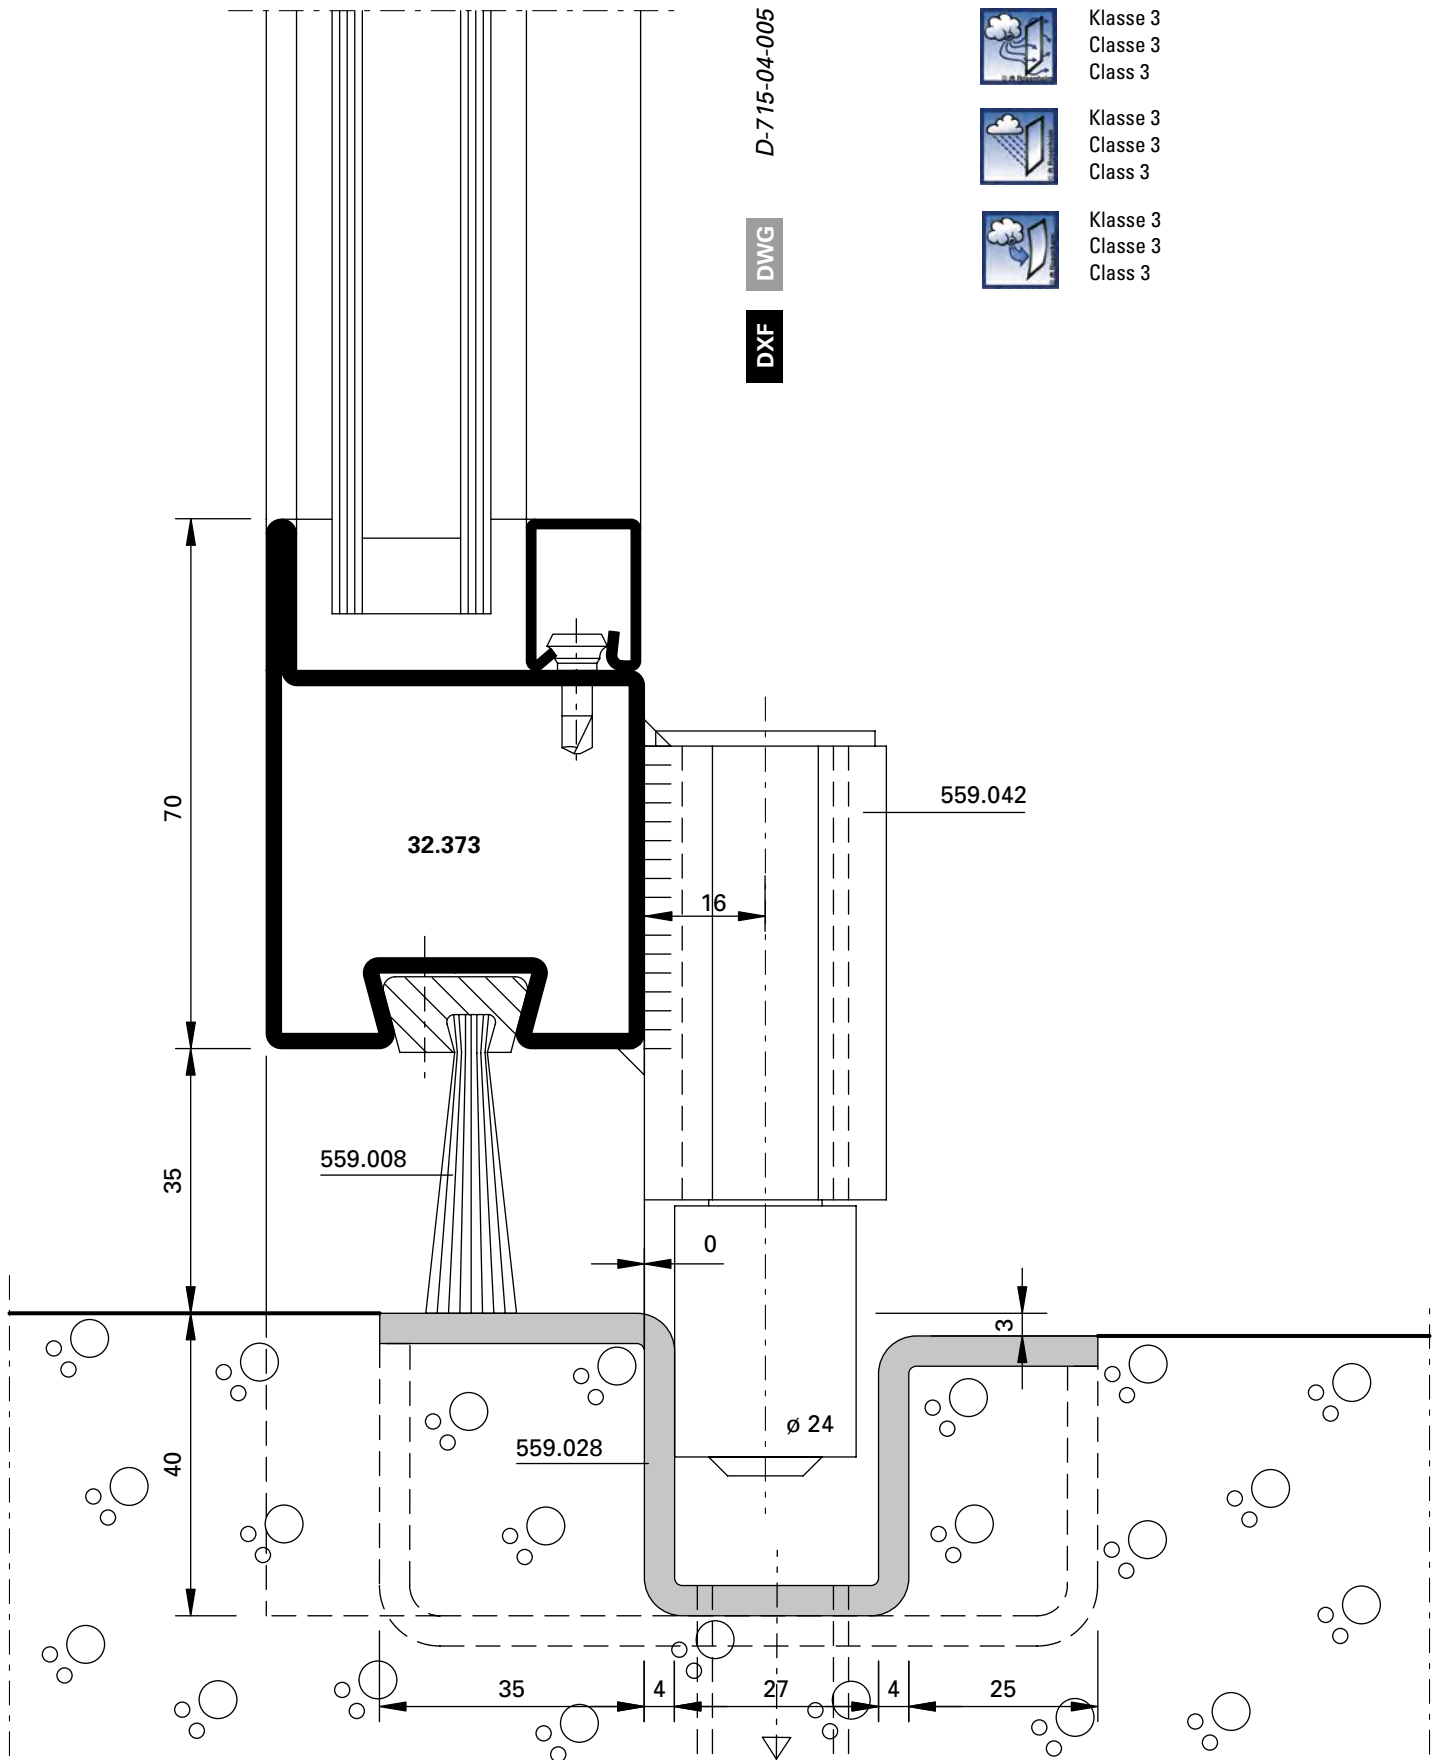 D-715-04-005
DWG
DXF
Klasse 3
Classe 3
Class 3
Klasse 3
Classe 3
Class 3
Klasse 3
Classe 3
Class 3
70
32.373
559.042
16
35
559.008
0
3
40
559.028
ø 24
35
4
27
4
25